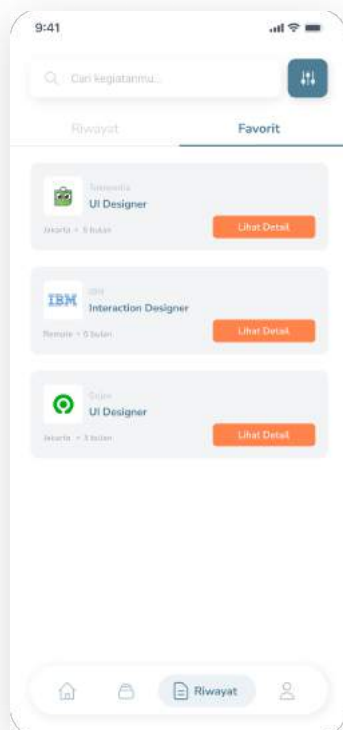 9:41
Cari kegiatanmu...
Riwayat
Favorit
Tokopedia
UI Designer
Jakarta • 6 bulan
Lihat Detail
IBM
IBM
Interaction Designer
Remote • 6 bulan
Lihat Detail
Gojek
UI Designer
Jakarta • 3 bulan
Lihat Detail
Riwayat